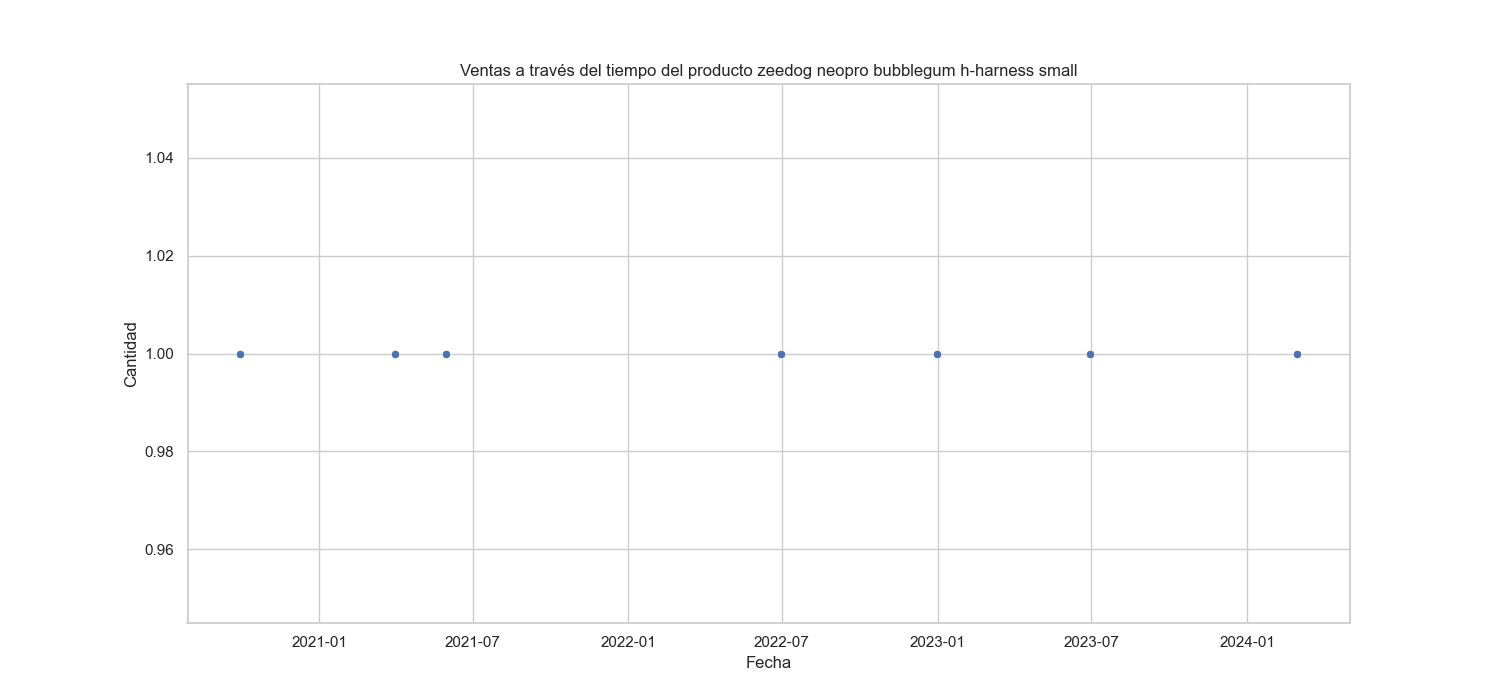 Ventas a través del tiempo del producto zeedog neopro bubblegum h-harness small
1.04
1.02
1.00
0.98
0.96
Cantidad
2021-01 2021-07 2022-01 2022-07 2023-01 2023-07 2024-01
Fecha